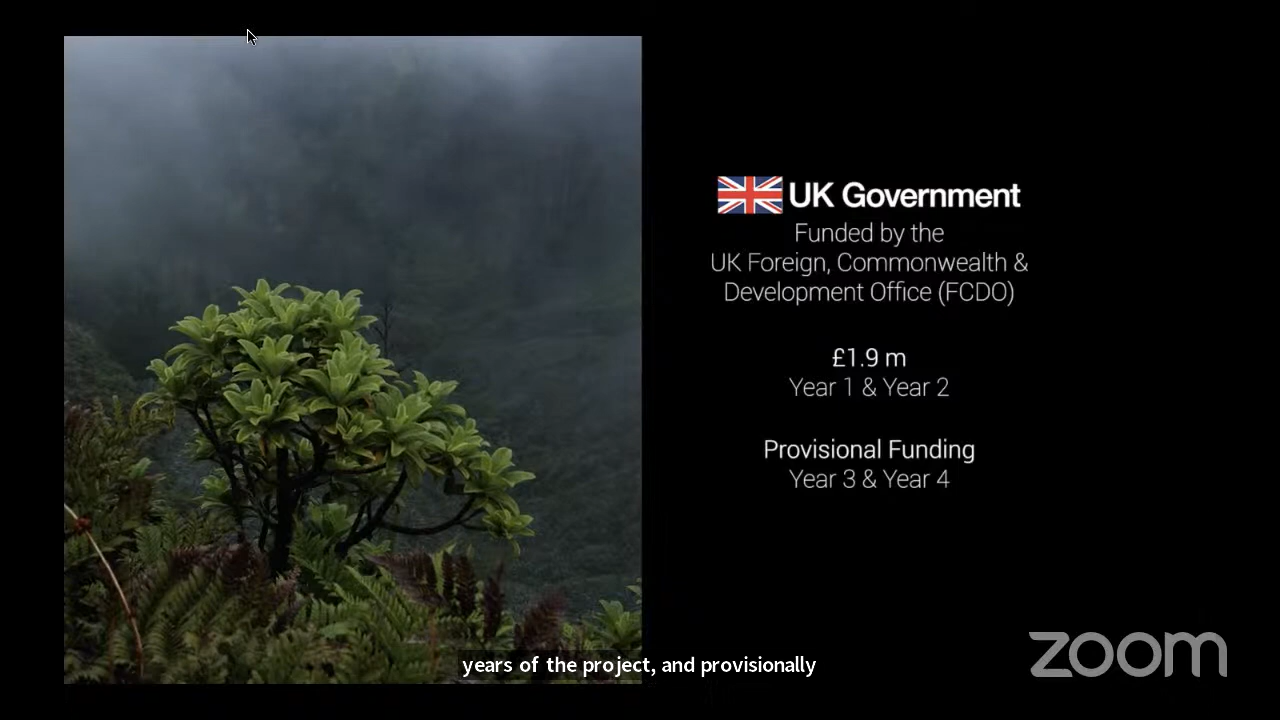 UK Government
Funded by the
UK Foreign, Commonwealth &
Development Office (FCDO)
£1.9 m
Year 1 & Year 2
Provisional Funding
Year 3 & Year 4
years of the project, and provisionally
zoom